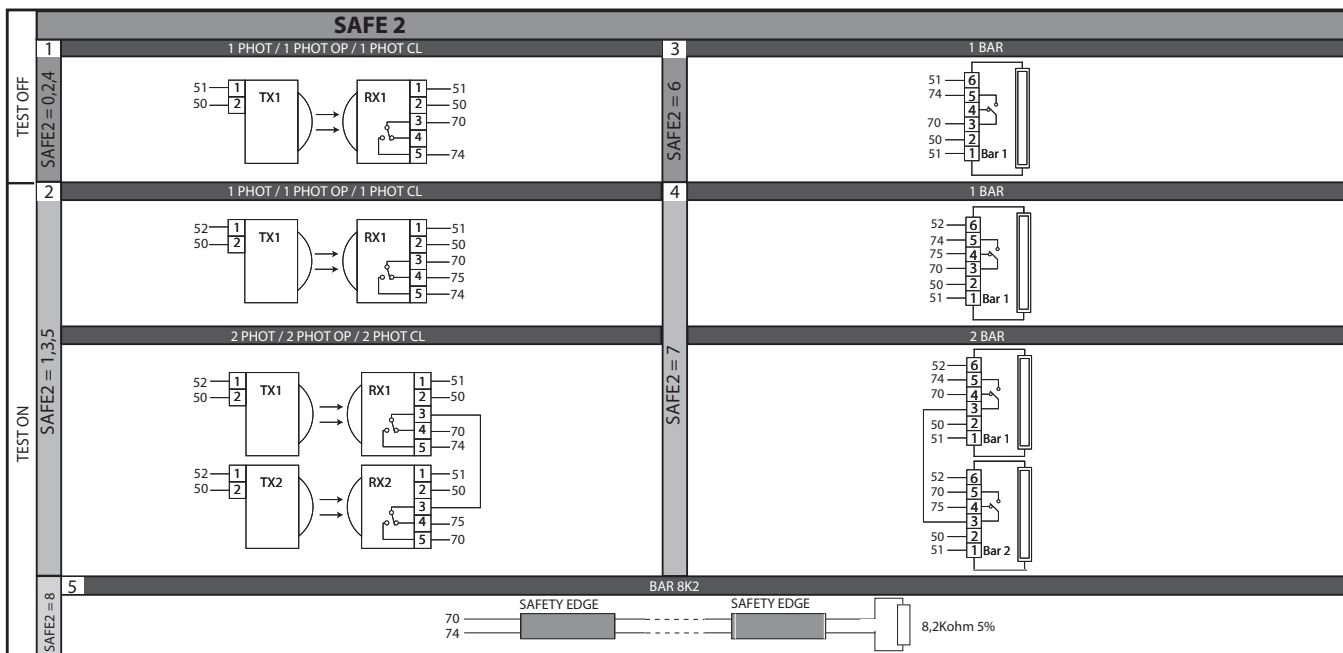 SAFE 2
TEST OFF
SAFE2 = 0,2,4
1
1 PHOT / 1 PHOT OP / 1 PHOT CL
51 1 TX1 RX1 1 51
50 2 2 50
3 70
4
5 74
SAFE2 = 6
3
1 BAR
51 6
74 5
4
70 3
50 2
51 1 Bar 1
TEST ON
SAFE2 = 1,3,5
2
1 PHOT / 1 PHOT OP / 1 PHOT CL
52 1 TX1 RX1 1 51
50 2 2 50
3 70
4 75
5 74
2 PHOT / 2 PHOT OP / 2 PHOT CL
52 1 TX1 RX1 1 51
50 2 2 50
3
4 70
5 74
52 1 TX2 RX2 1 51
50 2 2 50
3
4 75
5 70
SAFE2 = 7
4
1 BAR
52 6
74 5
75 4
70 3
50 2
51 1 Bar 1
2 BAR
52 6
74 5
70 4
3
50 2
51 1 Bar 1
52 6
70 5
75 4
3
50 2
51 1 Bar 2
SAFE2 = 8
5
BAR 8K2
SAFETY EDGE SAFETY EDGE
70
74
8,2Kohm 5%